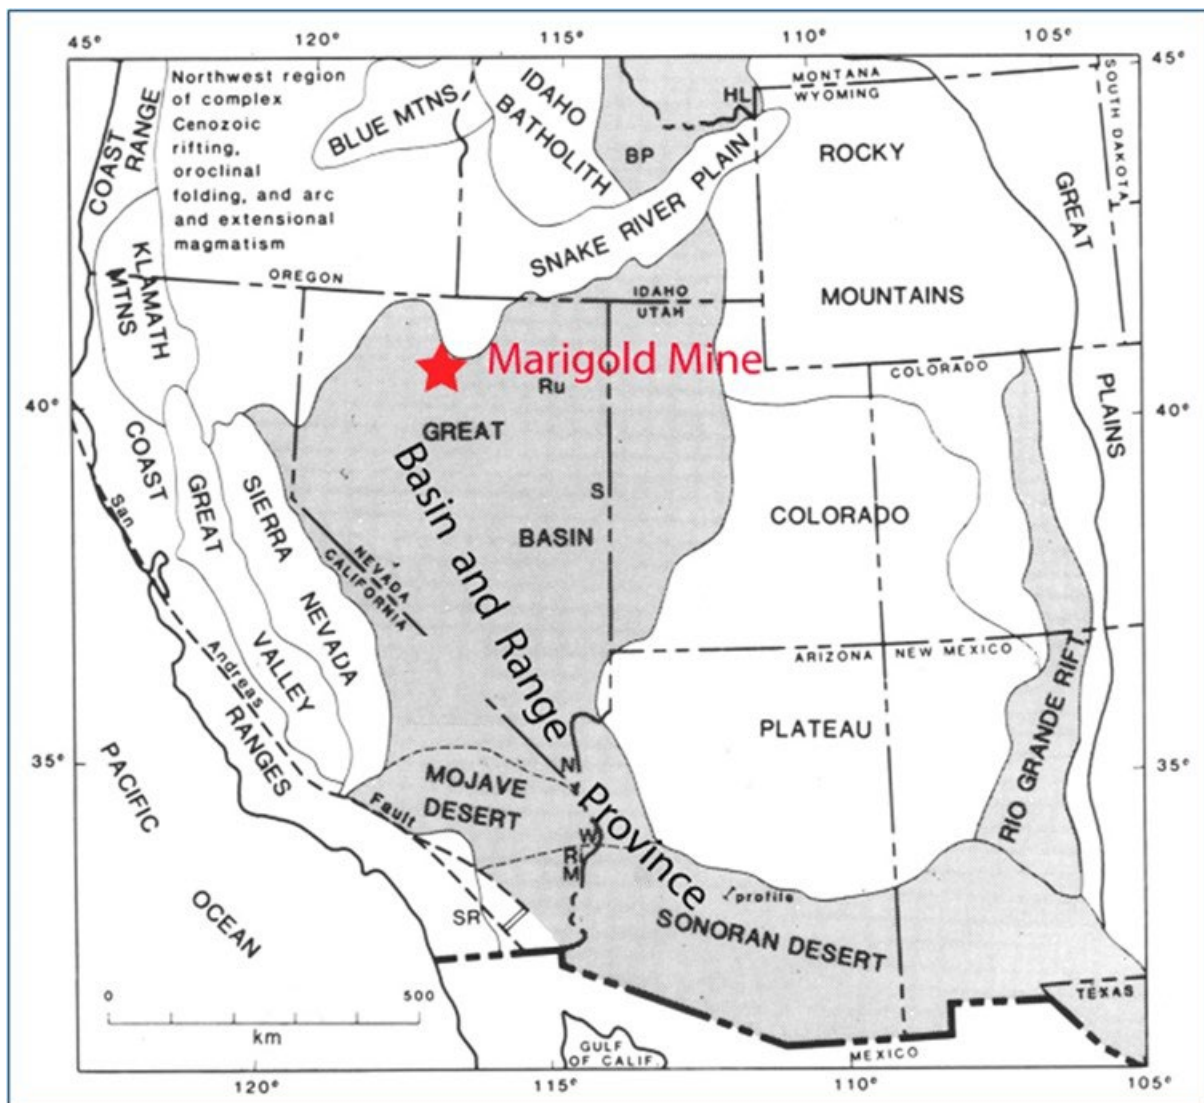 45°
120°
115°
110°
105°
45°
Northwest region
of complex
Cenozoic
rifting,
oroclinal
folding, and arc
and extensional
magmatism
COAST
RANGE
BLUE MTNS
IDAHO
BATHOLITH
HL
MONTANA
WYOMING
SOUTH DAKOTA
BP
ROCKY
MOUNTAINS
GREAT
PLAINS
SNAKE RIVER PLAIN
KLAMATH
MTNS
OREGON
IDAHO
UTAH
Marigold Mine
Ru
COLORADO
40°
40°
GREAT
BASIN
Basin and Range
Province
S
COAST
RANGES
GREAT
VALLEY
SIERRA
NEVADA
San
Andreas
Fault
NEVADA
CALIFORNIA
COLORADO
PLATEAU
ARIZONA
NEW MEXICO
RIO GRANDE RIFT
35°
35°
PACIFIC
OCEAN
MOJAVE
DESERT
N
W
R
M
SR
profile
SONORAN DESERT
TEXAS
MEXICO
GULF
OF CALIF.
0
500
km
120°
115°
110°
105°